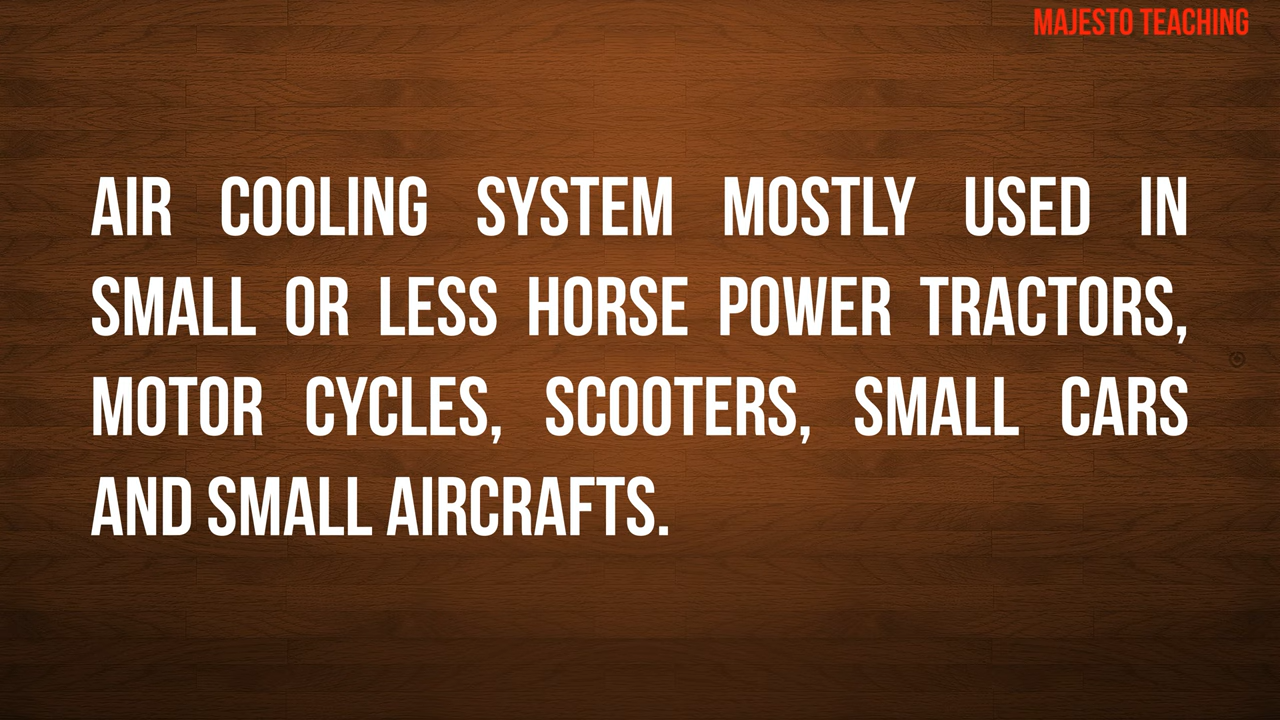 MAJESTO TEACHING
AIR COOLING SYSTEM MOSTLY USED IN
SMALL OR LESS HORSE POWER TRACTORS,
MOTOR CYCLES, SCOOTERS, SMALL CARS
AND SMALL AIRCRAFTS.